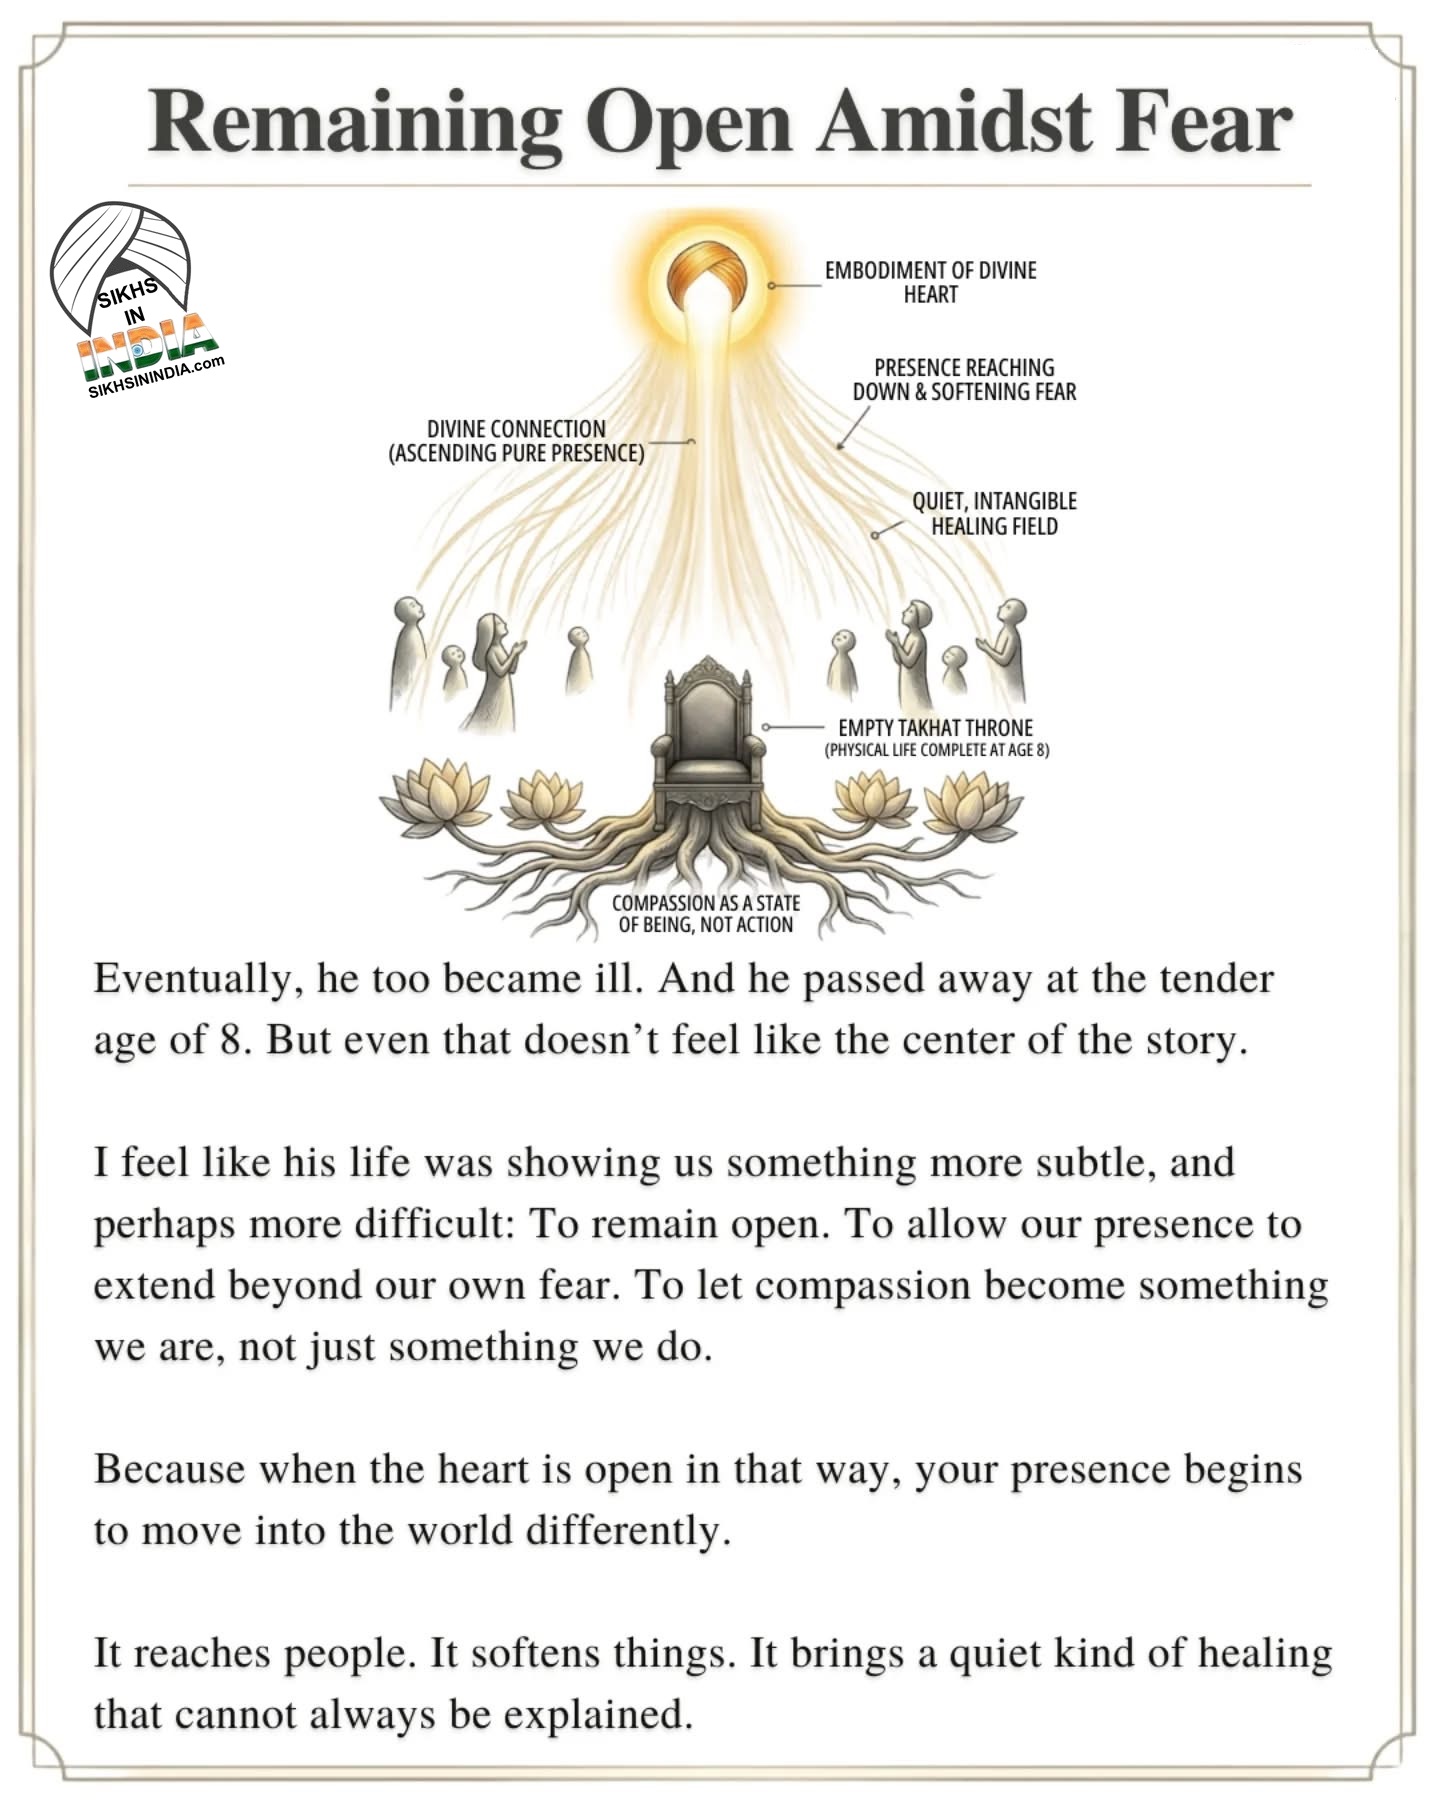 Remaining Open Amidst Fear
SIKHS
IN
INDIA
SIKHSININDIA.com
EMBODIMENT OF DIVINE
HEART
PRESENCE REACHING
DOWN & SOFTENING FEAR
DIVINE CONNECTION
(ASCENDING PURE PRESENCE)
QUIET, INTANGIBLE
HEALING FIELD
EMPTY TAKHAT THRONE
(PHYSICAL LIFE COMPLETE AT AGE 8)
COMPASSION AS A STATE
OF BEING, NOT ACTION
Eventually, he too became ill. And he passed away at the tender
age of 8. But even that doesn’t feel like the center of the story.
I feel like his life was showing us something more subtle, and
perhaps more difficult: To remain open. To allow our presence to
extend beyond our own fear. To let compassion become something
we are, not just something we do.
Because when the heart is open in that way, your presence begins
to move into the world differently.
It reaches people. It softens things. It brings a quiet kind of healing
that cannot always be explained.